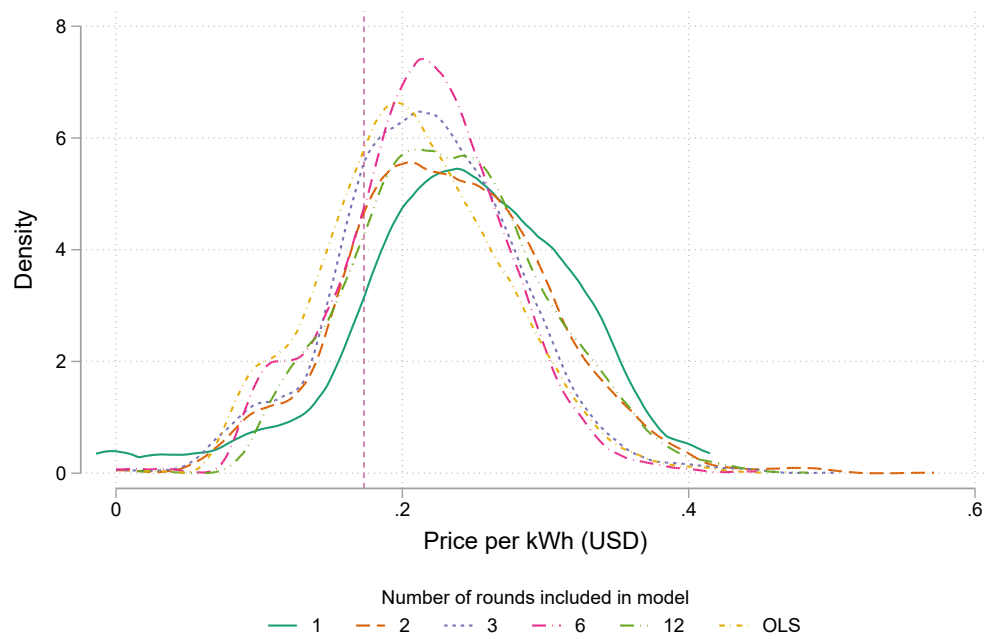 8
6
4
2
0
Density
0 .2 .4 .6
Price per kWh (USD)
Number of rounds included in model
1 2 3 6 12 OLS